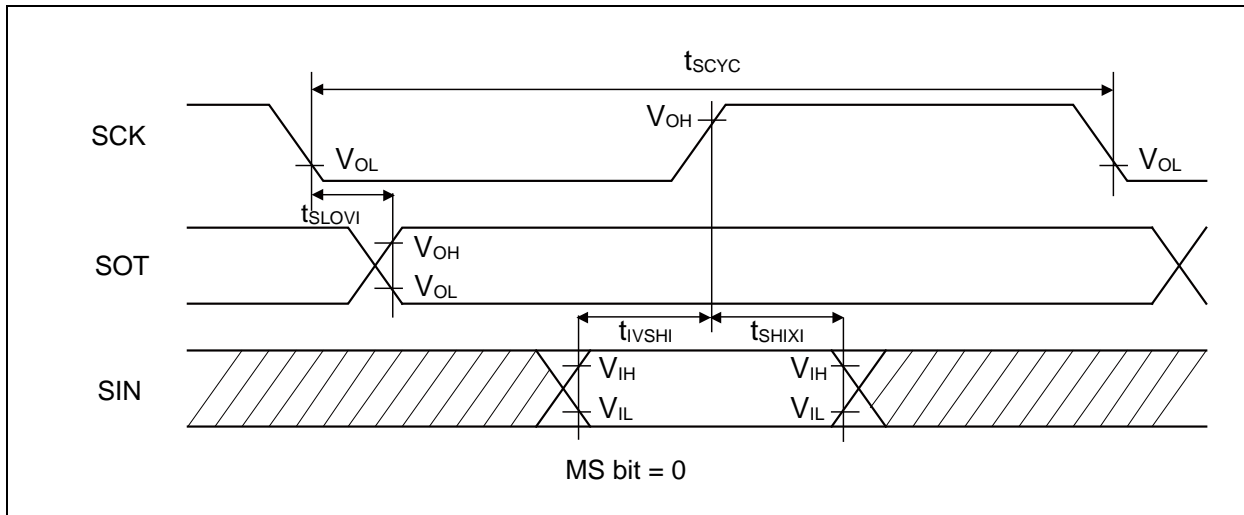 tSCYC
SCK
VOH
VOL
VOL
tSLOVI
SOT
VOH
VOL
tIVSHI
tSHIXI
SIN
VIH
VIH
VIL
VIL
MS bit = 0